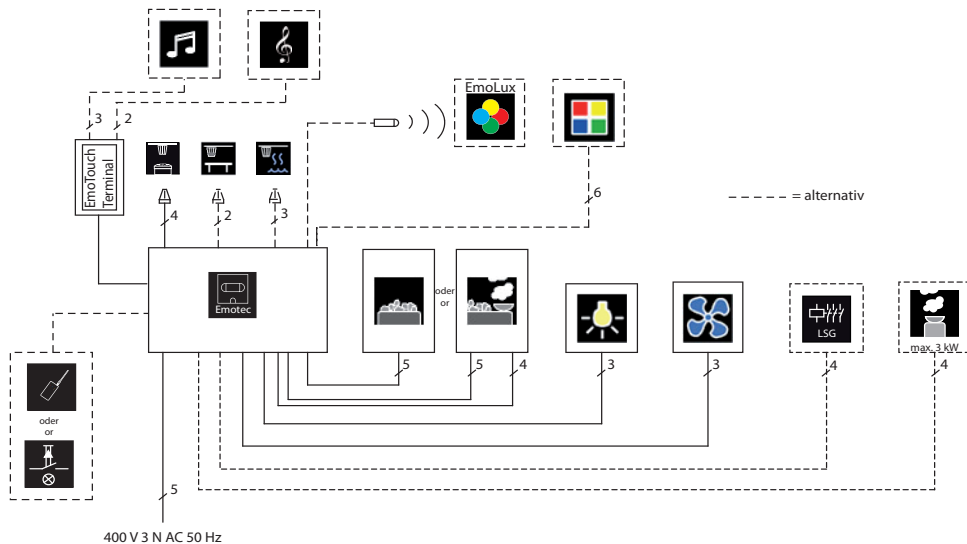 EmoLux
3
2
EmoTouch
Terminal
6
= alternativ
4
2
3
Emotec
oder
or
LSG
max. 3 kW
5
5
4
3
3
4
4
oder
or
5
400 V 3 N AC 50 Hz